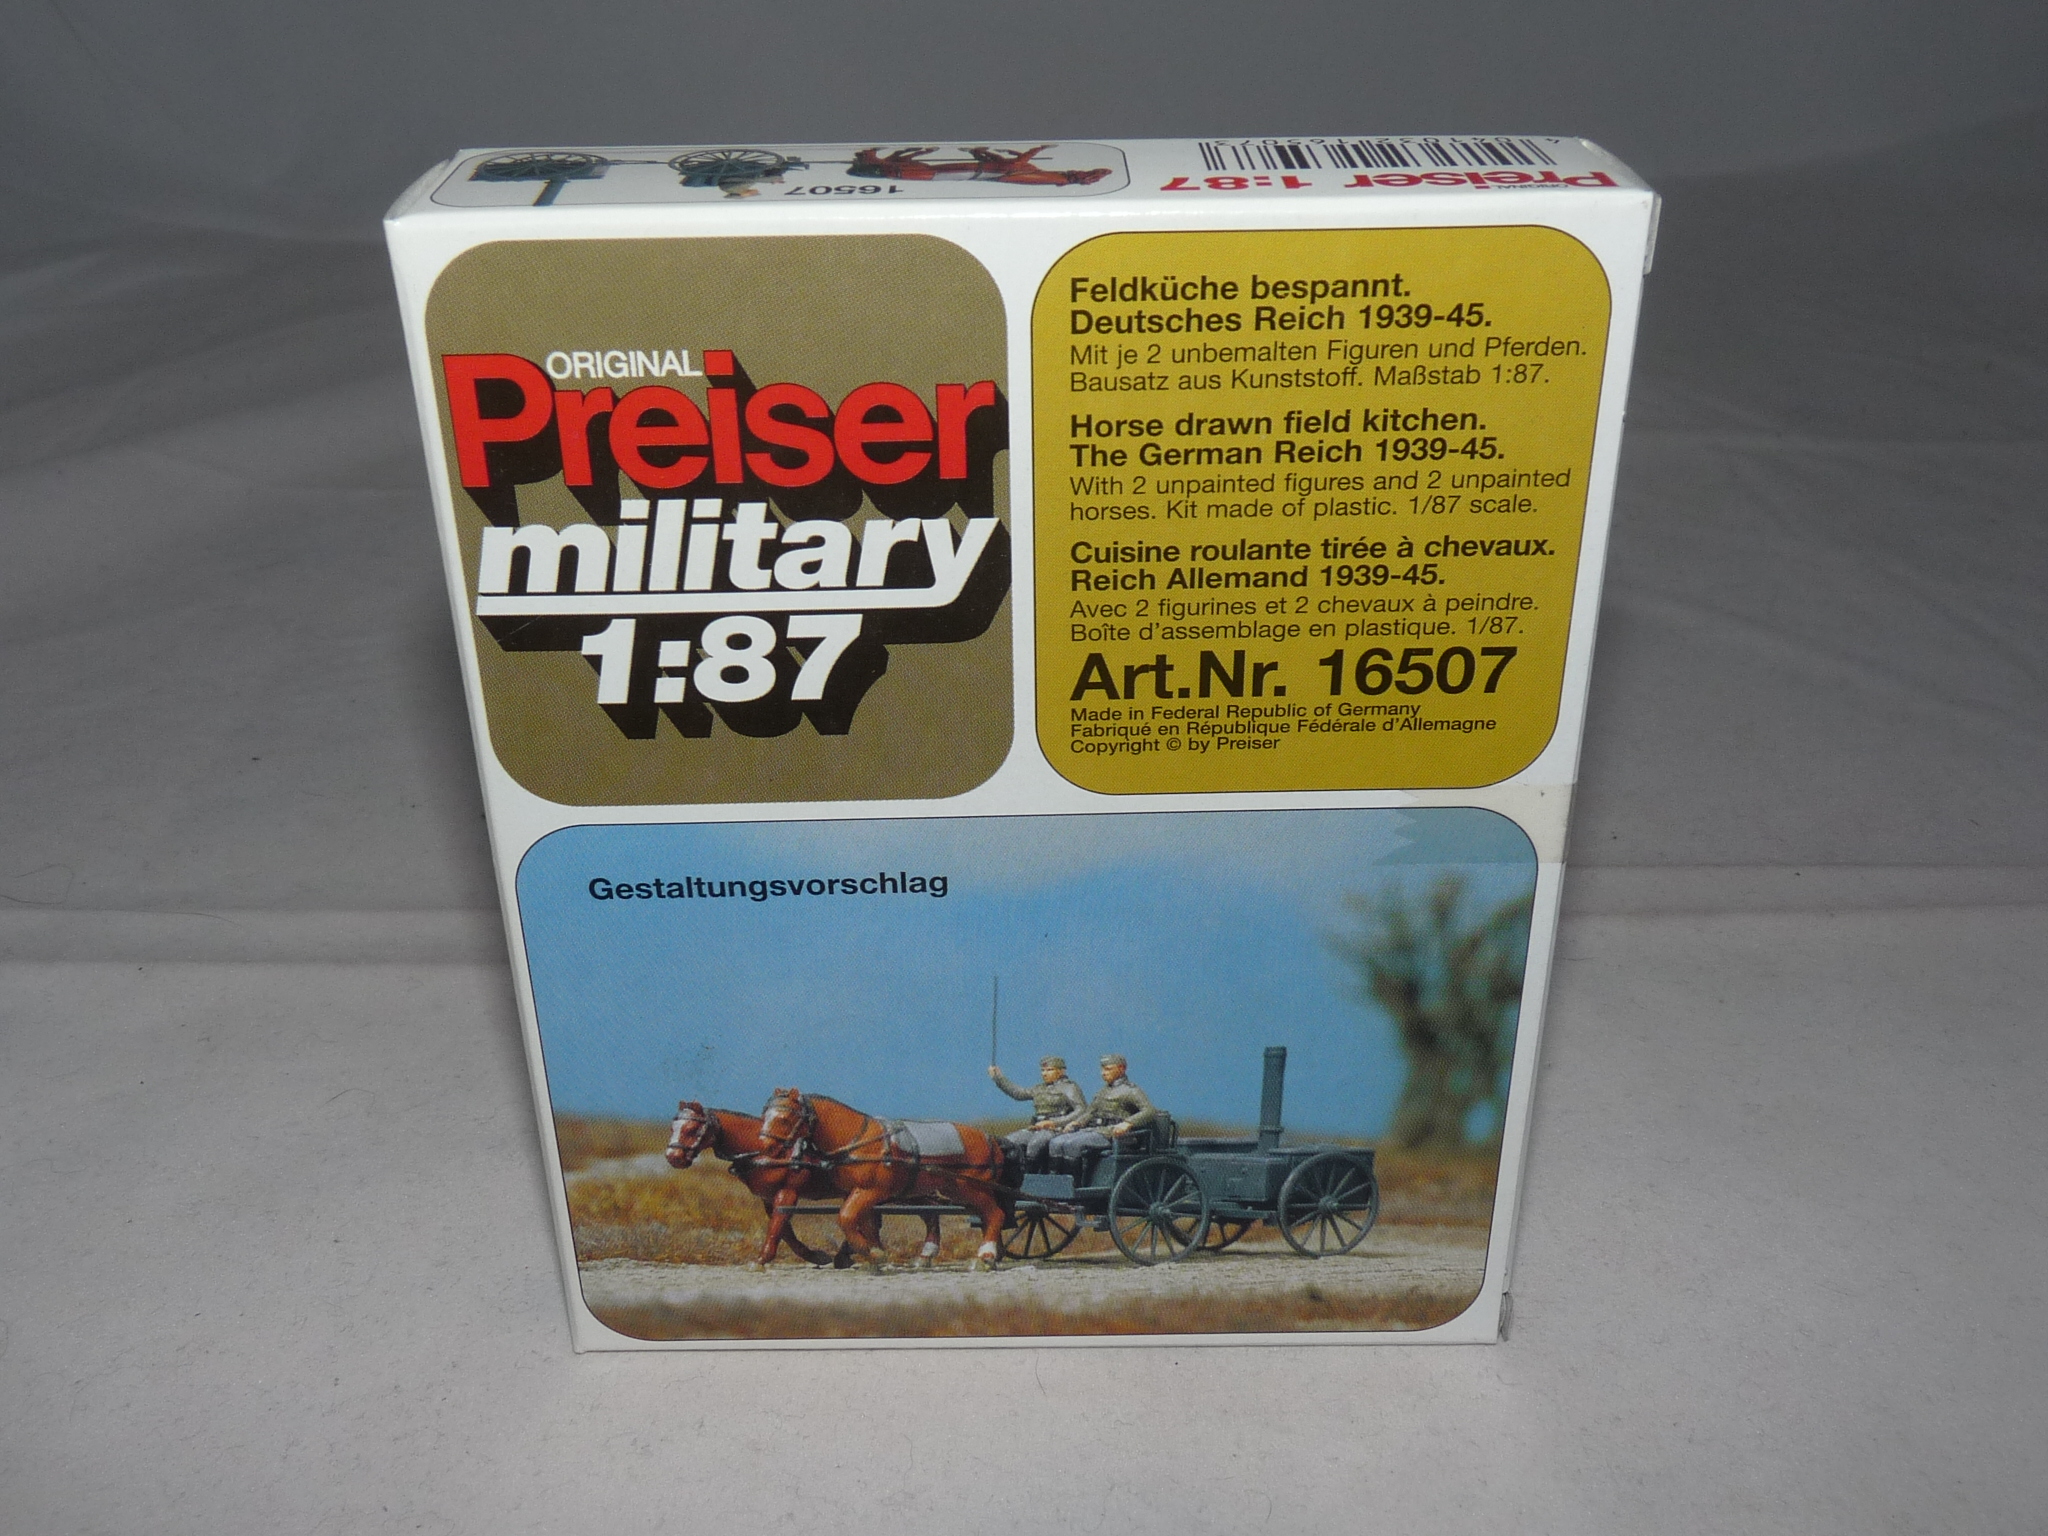 4 041032 165073
ORIGINAL
Preiser 1:87
16507
ORIGINAL
Preiser
military
1:87
Feldküche bespannt.
Deutsches Reich 1939-45.
Mit je 2 unbemalten Figuren und Pferden.
Bausatz aus Kunststoff. Maßstab 1:87.
Horse drawn field kitchen.
The German Reich 1939-45.
With 2 unpainted figures and 2 unpainted
horses. Kit made of plastic. 1/87 scale.
Cuisine roulante tirée à chevaux.
Reich Allemand 1939-45.
Avec 2 figurines et 2 chevaux à peindre.
Boîte d'assemblage en plastique. 1/87.
Art.Nr. 16507
Made in Federal Republic of Germany
Fabriqué en République Fédérale d'Allemagne
Copyright © by Preiser
Gestaltungsvorschlag